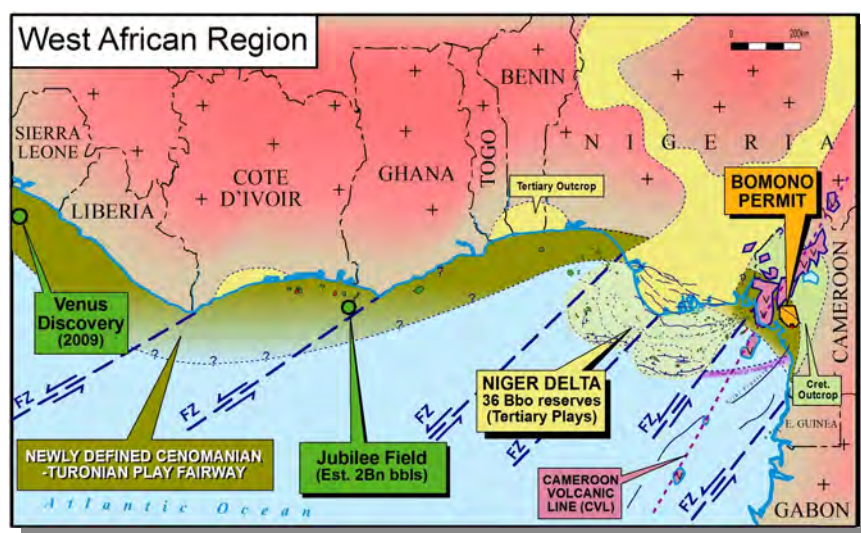 West African Region
0 200km
BENIN
SIERRA
LEONE
COTE
D'IVOIR
GHANA
TOGO
NIGERIA
LIBERIA
Tertiary Outcrop
BOMONO
PERMIT
CAMEROON
Venus
Discovery
(2009)
?
?
?
?
?
?
?
FZ
FZ
FZ
FZ
FZ
FZ
NIGER DELTA
36 Bbo reserves
(Tertiary Plays)
Cret.
Outcrop
E. GUINEA
NEWLY DEFINED CENOMANIAN
-TURONIAN PLAY FAIRWAY
Jubilee Field
(Est. 2Bn bbls)
CAMEROON
VOLCANIC
LINE (CVL)
GABON
Atlantic Ocean